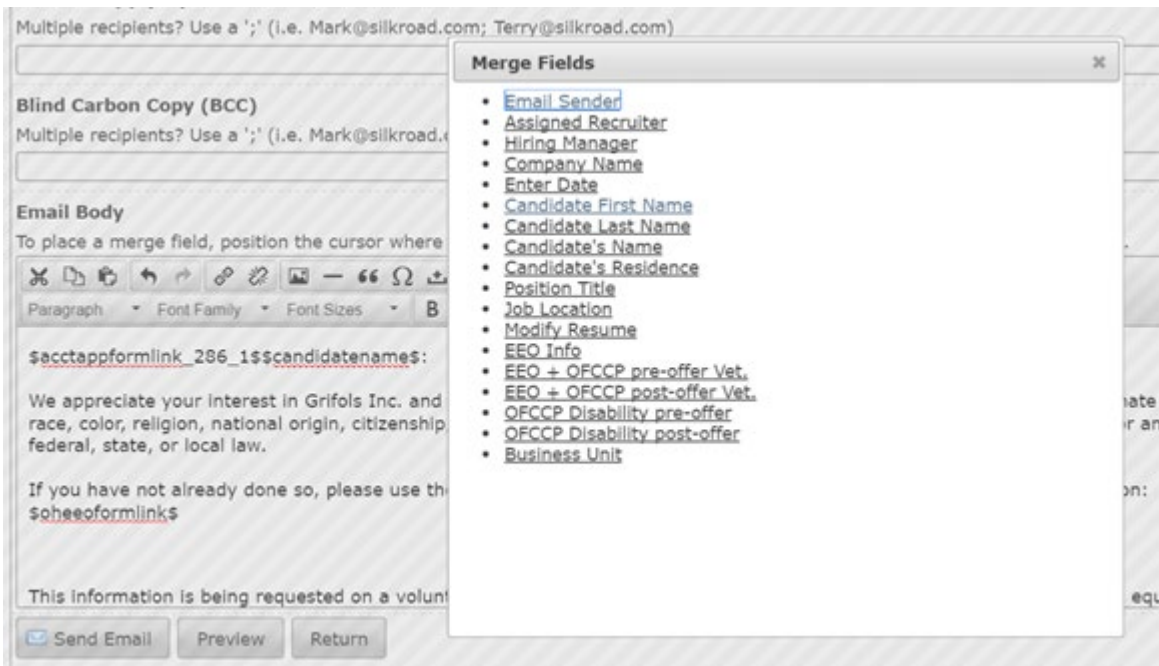 Multiple recipients? Use a ';' (i.e. Mark@silkroad.com; Terry@silkroad.com)
Merge Fields
Email Sender
Assigned Recruiter
Hiring Manager
Company Name
Enter Date
Candidate First Name
Candidate Last Name
Candidate's Name
Candidate's Residence
Position Title
Job Location
Modify Resume
EEO Info
EEO + OFCCP pre-offer Vet.
EEO + OFCCP post-offer Vet.
OFCCP Disability pre-offer
OFCCP Disability post-offer
Business Unit
Blind Carbon Copy (BCC)
Multiple recipients? Use a ';' (i.e. Mark@silkroad.
Email Body
To place a merge field, position the cursor where
Paragraph Font Family Font Sizes B
$acctappformlink_286_1$$candidatename$:
We appreciate your interest in Grifols Inc. and
race, color, religion, national origin, citizenship,
federal, state, or local law.
If you have not already done so, please use
$oheeoformlink$
This information is being requested on a
Send Email Preview Return